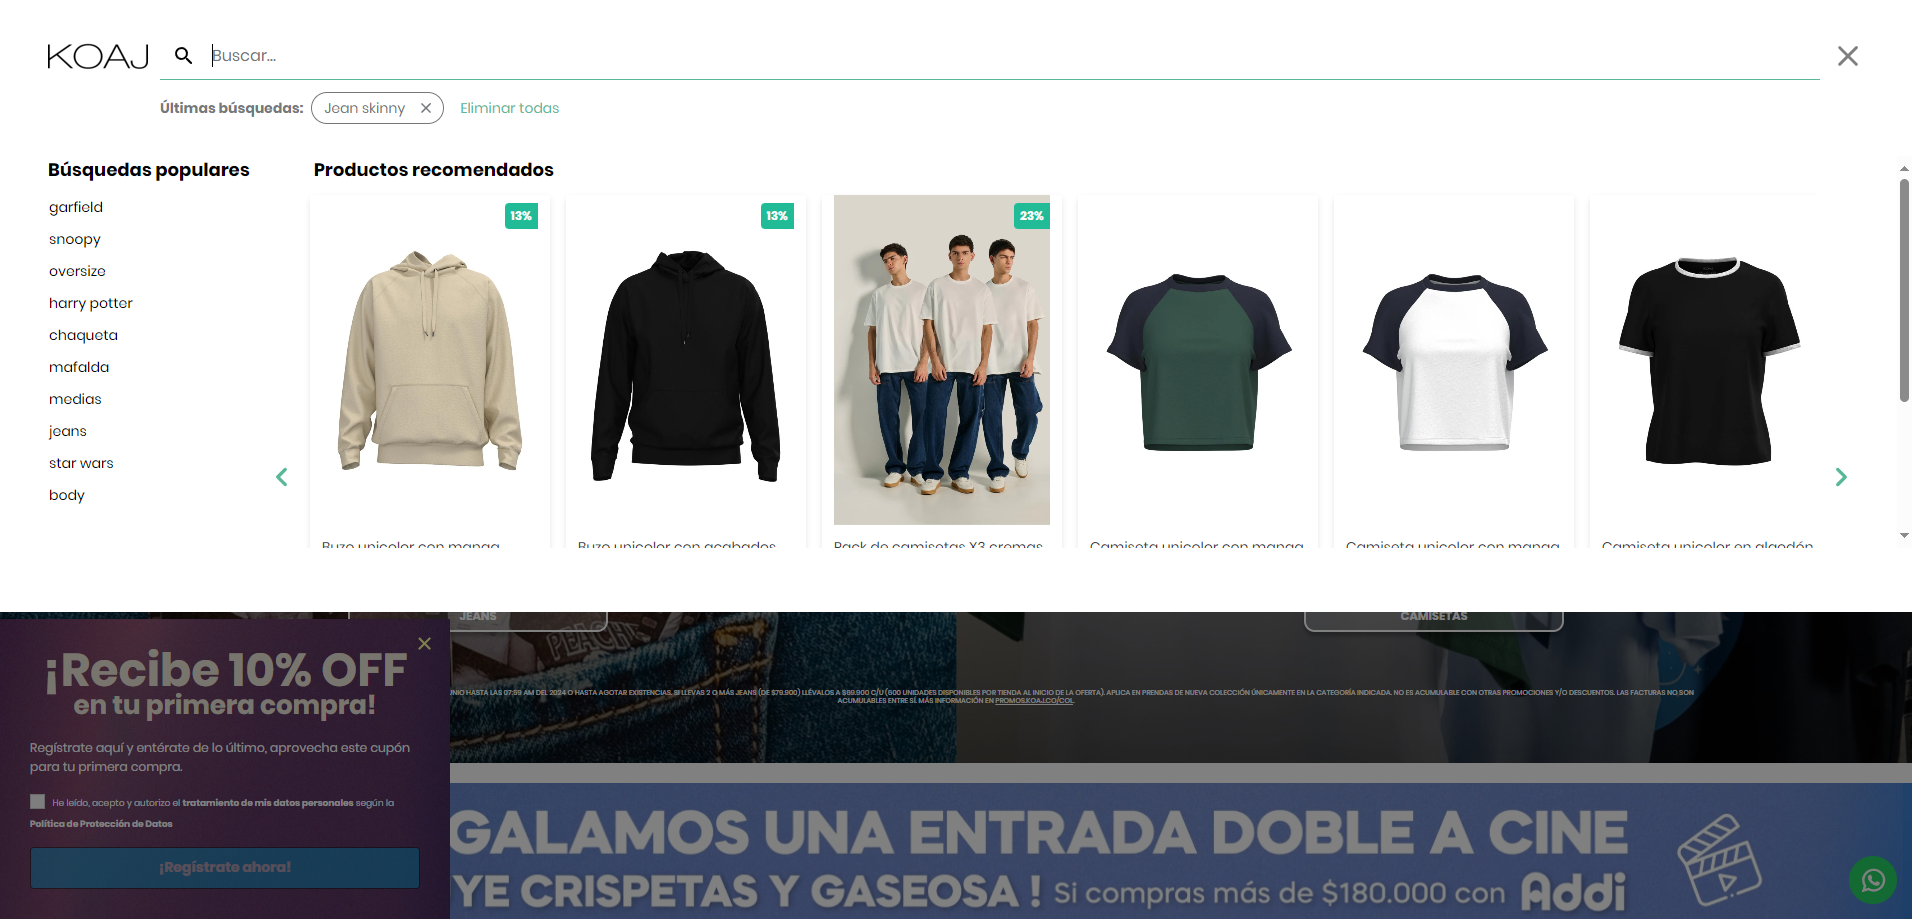 KOAJ
Buscar...
Últimas búsquedas: Jean skinny Eliminar todas
Búsquedas populares
garfield
snoopy
oversize
harry potter
chaqueta
mafalda
medias
jeans
star wars
body
Productos recomendados
13%
13%
23%
Buzo unicolor con manga
Buzo unicolor con acabados
Pack de camisetas X3 cremas
Camiseta unicolor con manga
Camiseta unicolor con manga
Camiseta unicolor en algodón
JEANS
CAMISETAS
PEACH
UNIO HASTA LAS 07:59 AM DEL 2024 O HASTA AGOTAR EXISTENCIAS. SI LLEVAS 2 O MÁS JEANS (DE $79.900) LLÉVALOS A $69.900 C/U (600 UNIDADES DISPONIBLES POR TIENDA AL INICIO DE LA OFERTA). APLICA EN PRENDAS DE NUEVA COLECCIÓN ÚNICAMENTE EN LA CATEGORÍA INDICADA. NO ES ACUMULABLE CON OTRAS PROMOCIONES Y/O DESCUENTOS. LAS FACTURAS NO SON
ACUMULABLES ENTRE SÍ. MÁS INFORMACIÓN EN PROMOS.KOAJ.CO/COL.
¡Recibe 10% OFF
en tu primera compra!
Regístrate aquí y entérate de lo último, aprovecha este cupón
para tu primera compra.
He leído, acepto y autorizo el tratamiento de mis datos personales según la
Política de Protección de Datos
¡Regístrate ahora!
GALAMOS UNA ENTRADA DOBLE A CINE
YE CRISPETAS Y GASEOSA ! Si compras más de $180.000 con Addi